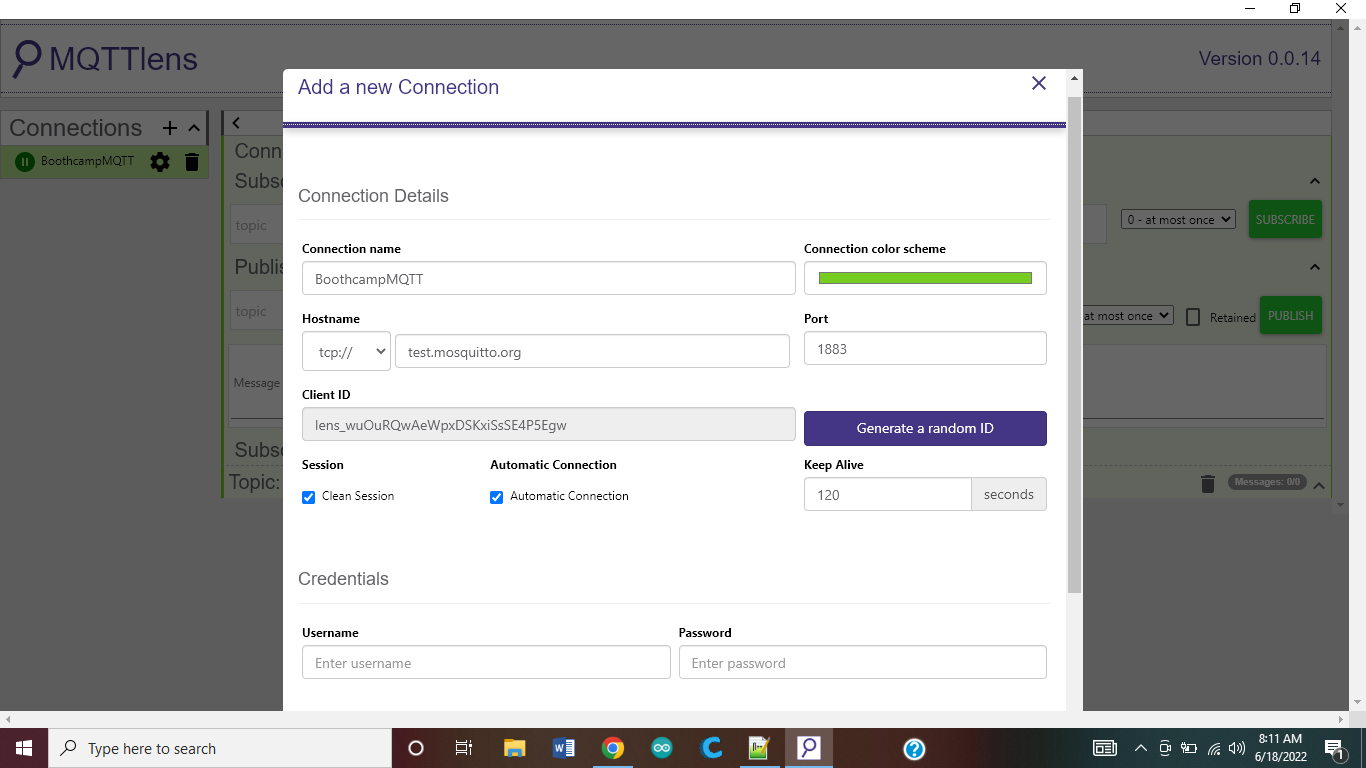 MQTTlens
Version 0.0.14
Connections
BoothcampMQTT
Conn
Subsc
topic
0 - at most once
SUBSCRIBE
Publis
topic
at most once
Retained
PUBLISH
Message
Subsc
Topic:
Messages: 0/0
Add a new Connection
Connection Details
Connection name
Connection color scheme
BoothcampMQTT
Hostname
Port
tcp://
test.mosquitto.org
1883
Client ID
lens_wuOuRQwAeWpxDSKxiSsSE4P5Egw
Generate a random ID
Session
Automatic Connection
Keep Alive
Clean Session
Automatic Connection
120
seconds
Credentials
Username
Password
Enter username
Enter password
Type here to search
8:11 AM
6/18/2022
1